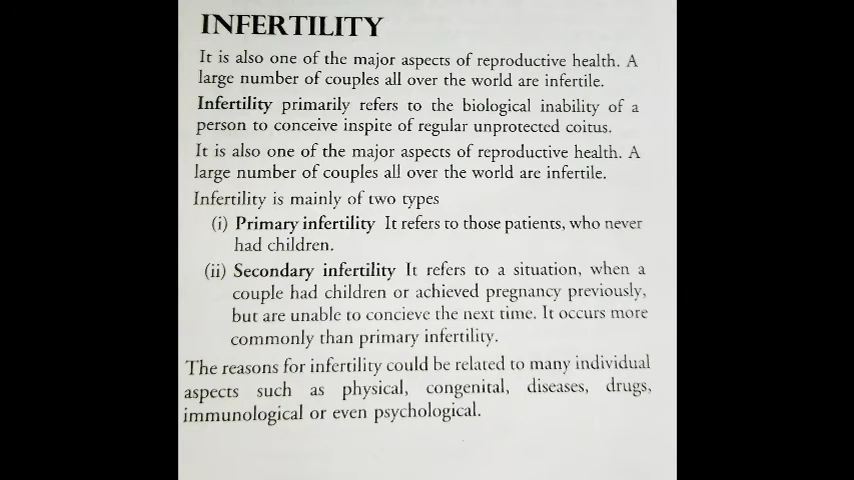 INFERTILITY
It is also one of the major aspects of reproductive health. A
large number of couples all over the world are infertile.
Infertility primarily refers to the biological inability of a
person to conceive inspite of regular unprotected coitus.
It is also one of the major aspects of reproductive health. A
large number of couples all over the world are infertile.
Infertility is mainly of two types
(i) Primary infertility It refers to those patients, who never
had children.
(ii) Secondary infertility It refers to a situation, when a
couple had children or achieved pregnancy previously,
but are unable to concieve the next time. It occurs more
commonly than primary infertility.
The reasons for infertility could be related to many individual
aspects such as physical, congenital, diseases, drugs,
immunological or even psychological.